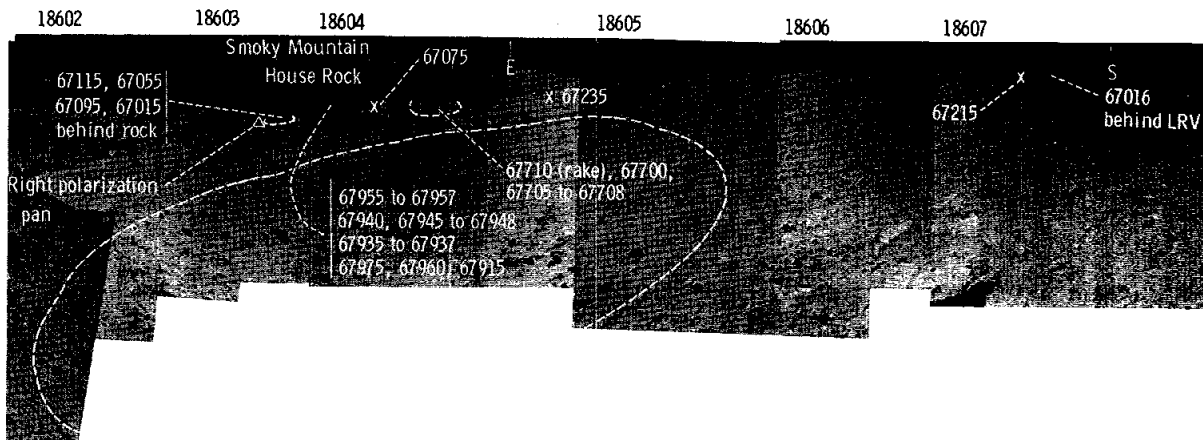 18602 18603 18604 18605 18606 18607
Smoky Mountain
House Rock
67075
E
S
67115, 67055
67095, 67015
behind rock
67235
67215
67016
behind LRV
Right polarization
pan
67710 (rake), 67700,
67705 to 67708
67955 to 67957
67940, 67945 to 67948
67935 to 67937
67975, 67960, 67915